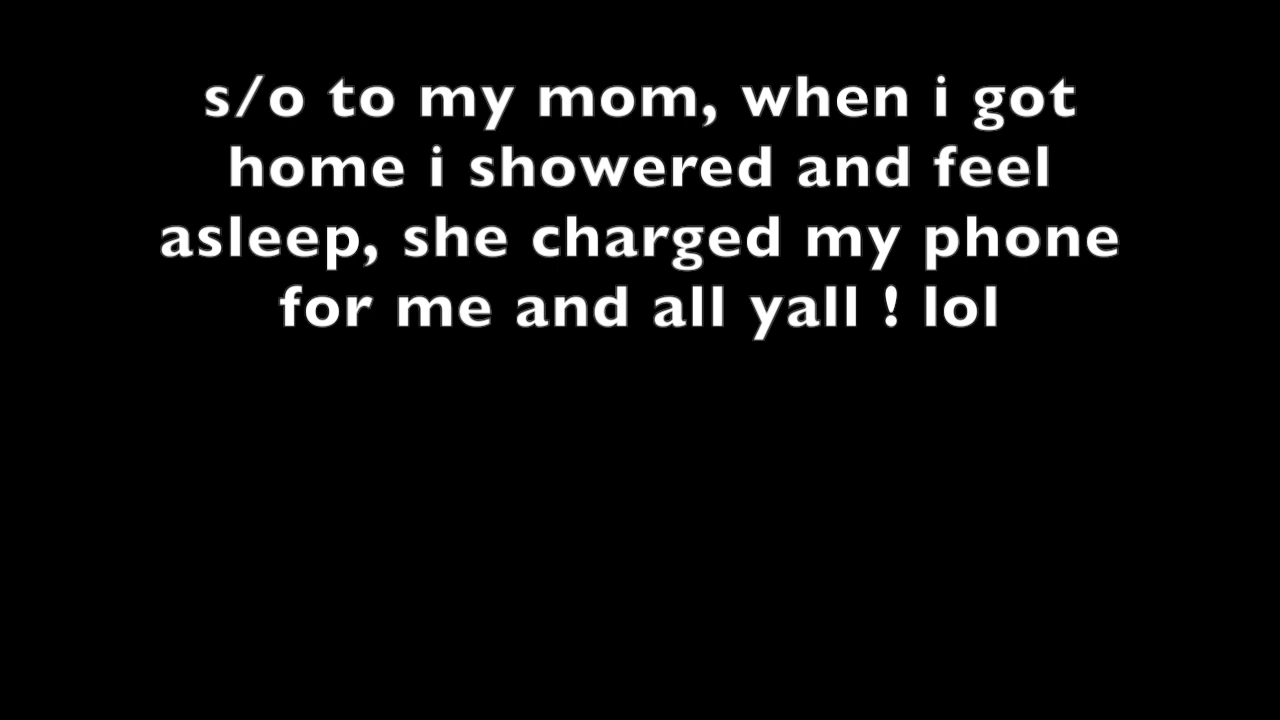 s/o to my mom, when i got
home i showered and feel
asleep, she charged my phone
for me and all yall ! lol